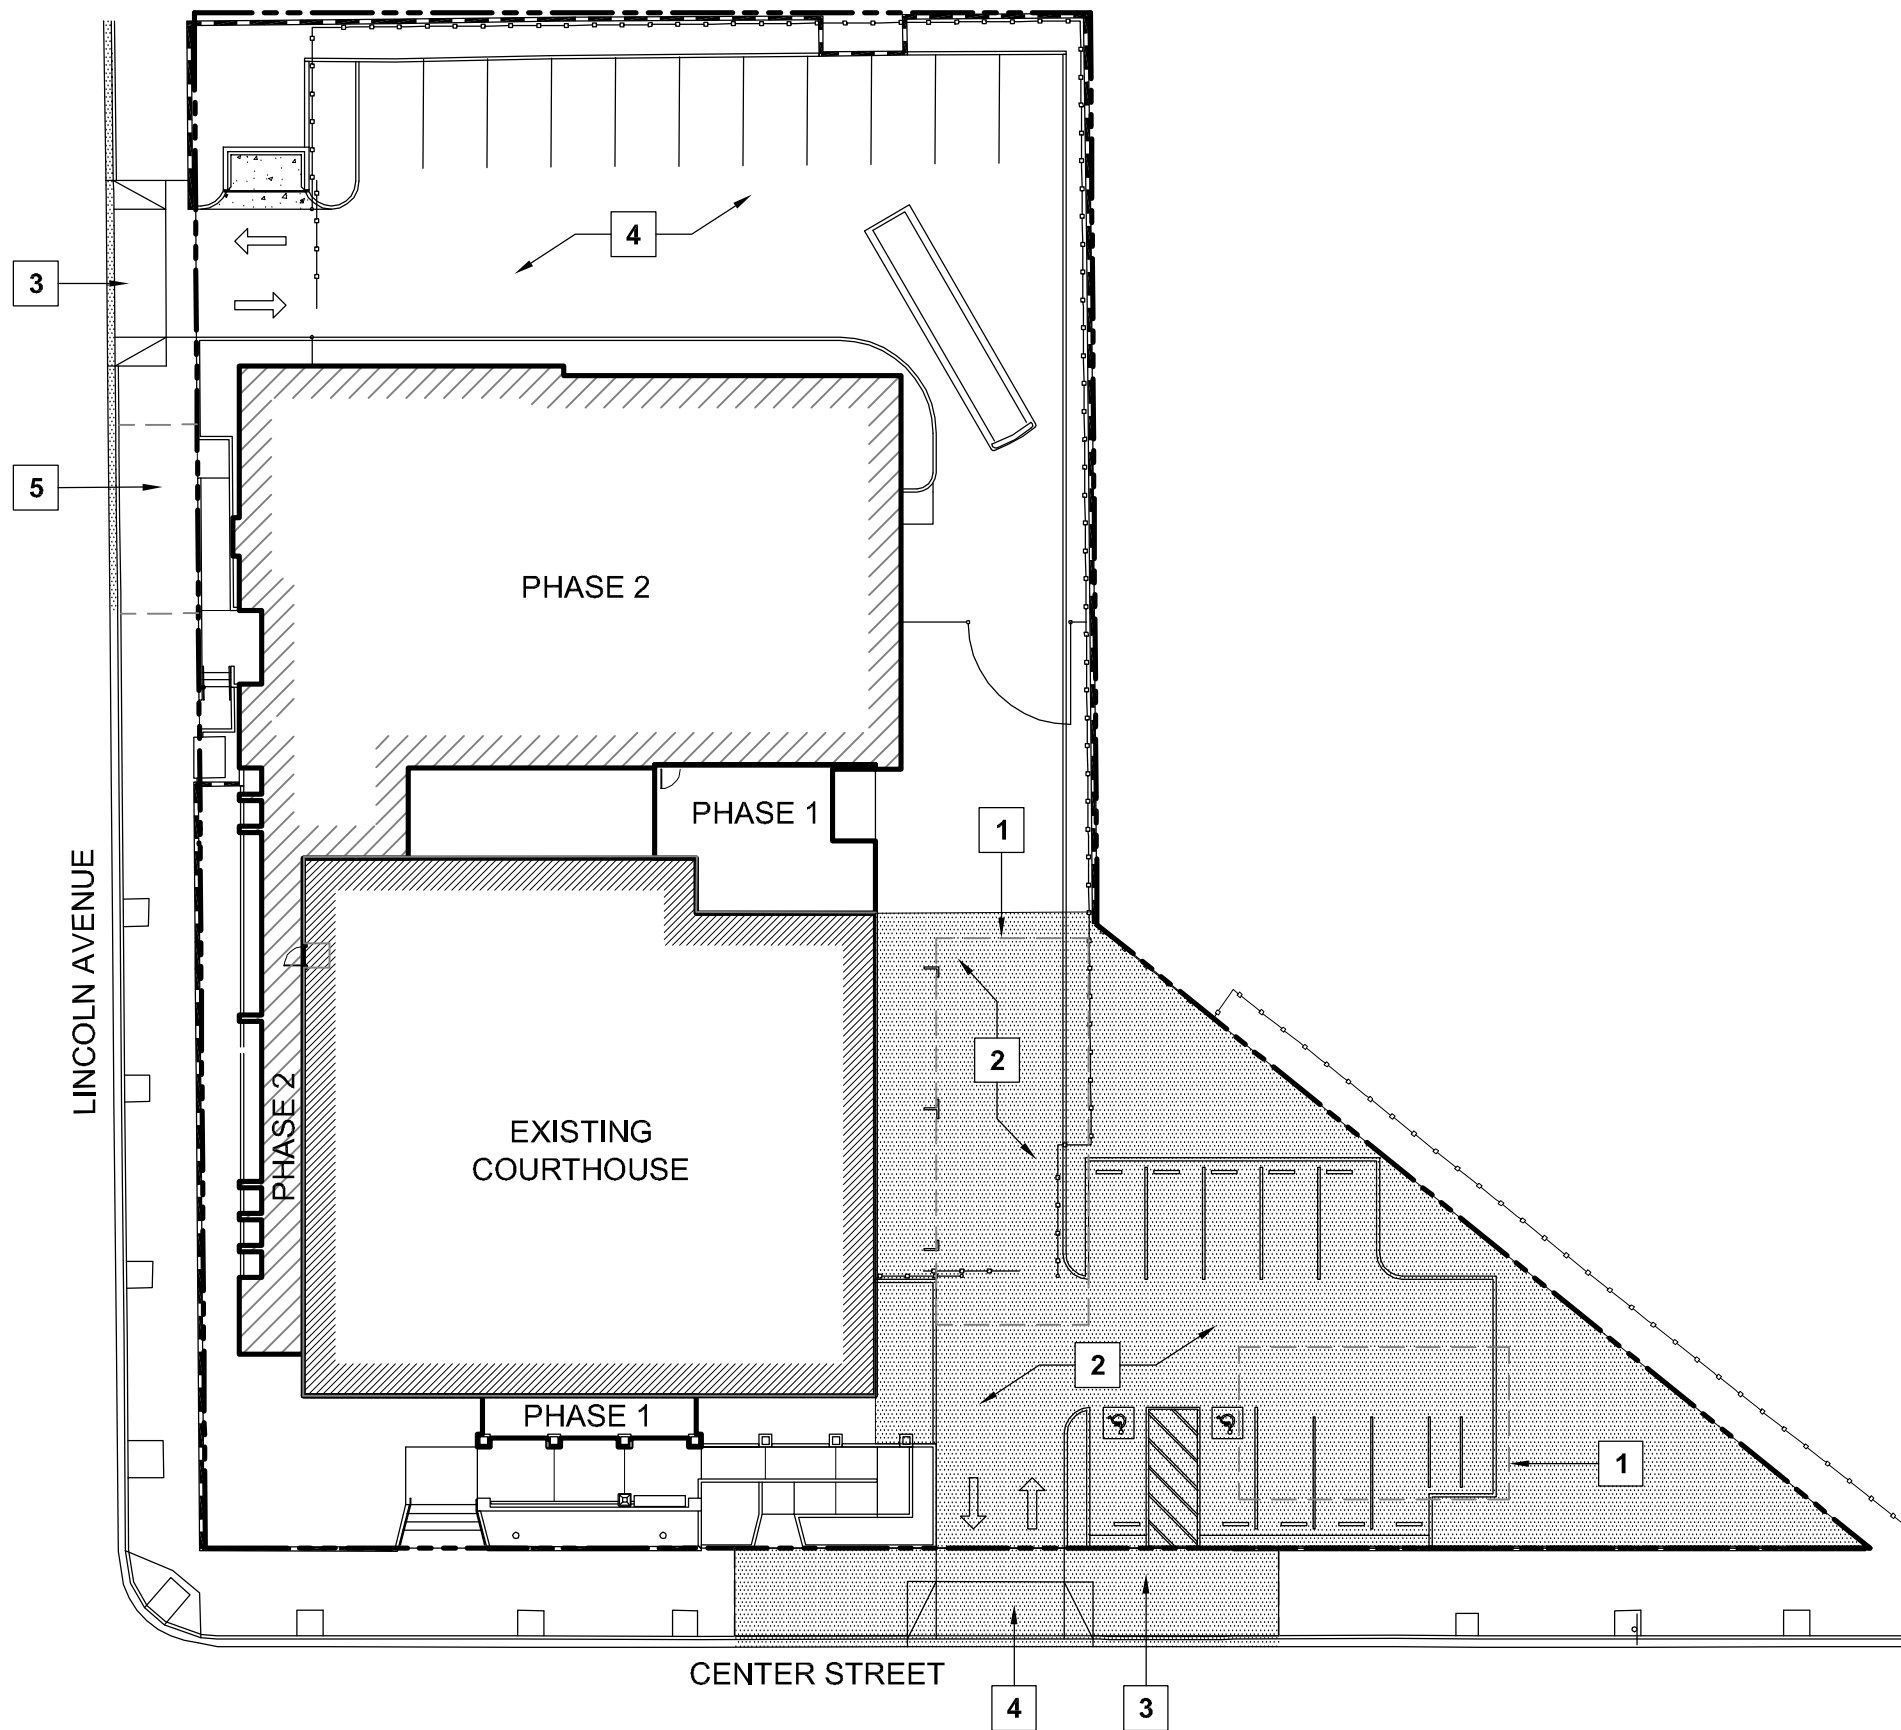 4
3
5
PHASE 2
PHASE 1
1
LINCOLN AVENUE
2
PHASE 2
EXISTING
COURTHOUSE
2
PHASE 1
1
CENTER STREET
4
3